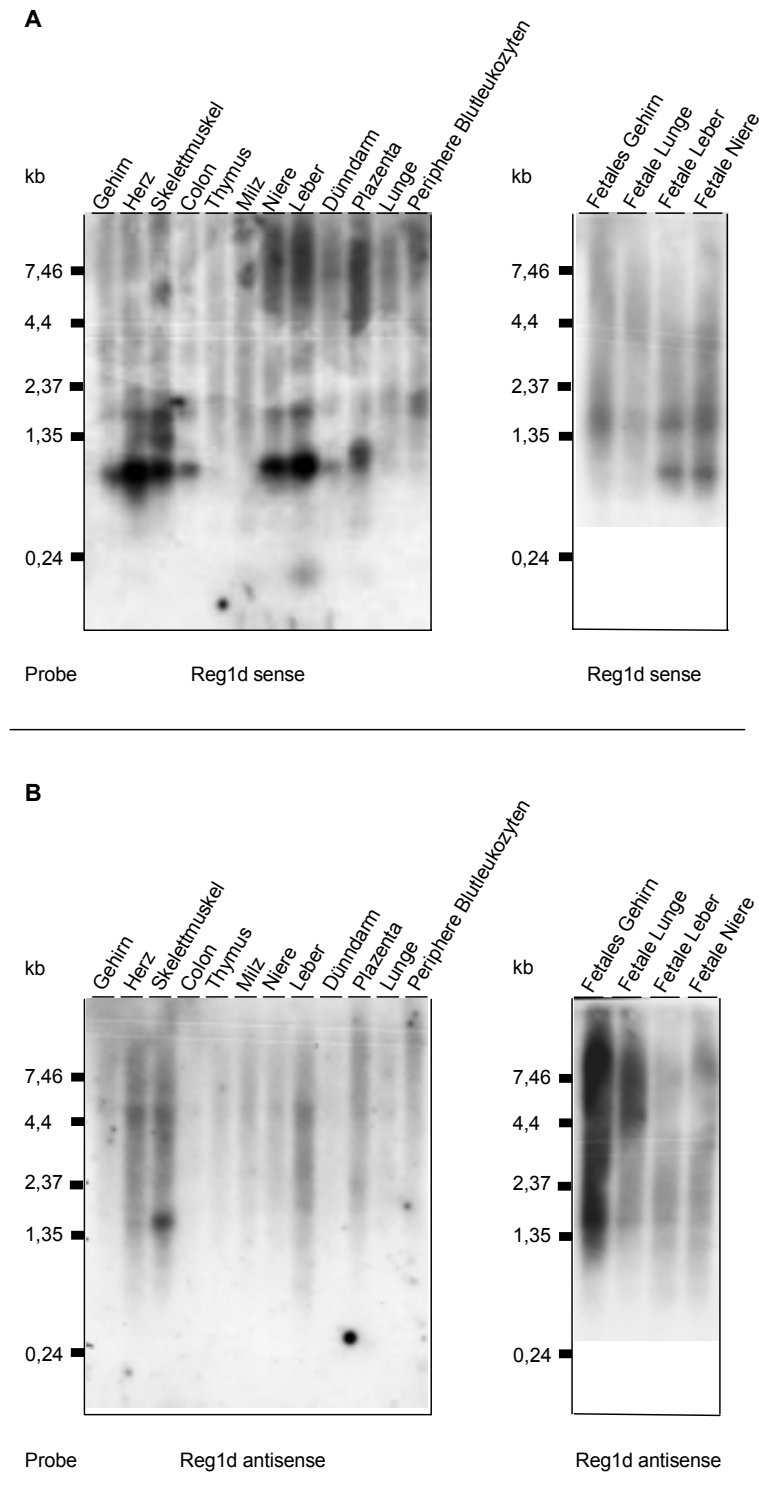 A
kb
Gehirn
Herz
Skelettmuskel
Colon
Thymus
Milz
Niere
Leber
Dünndarm
Plazenta
Lunge
Periphere Blutleukozyten
7,46
4,4
2,37
1,35
0,24
kb
Fetales Gehirn
Fetale Lunge
Fetale Leber
Fetale Niere
7,46
4,4
2,37
1,35
0,24
Probe
Reg1d sense
Reg1d sense
B
kb
Gehirn
Herz
Skelettmuskel
Colon
Thymus
Milz
Niere
Leber
Dünndarm
Plazenta
Lunge
Periphere Blutleukozyten
7,46
4,4
2,37
1,35
0,24
kb
Fetales Gehirn
Fetale Lunge
Fetale Leber
Fetale Niere
7,46
4,4
2,37
1,35
0,24
Probe
Reg1d antisense
Reg1d antisense